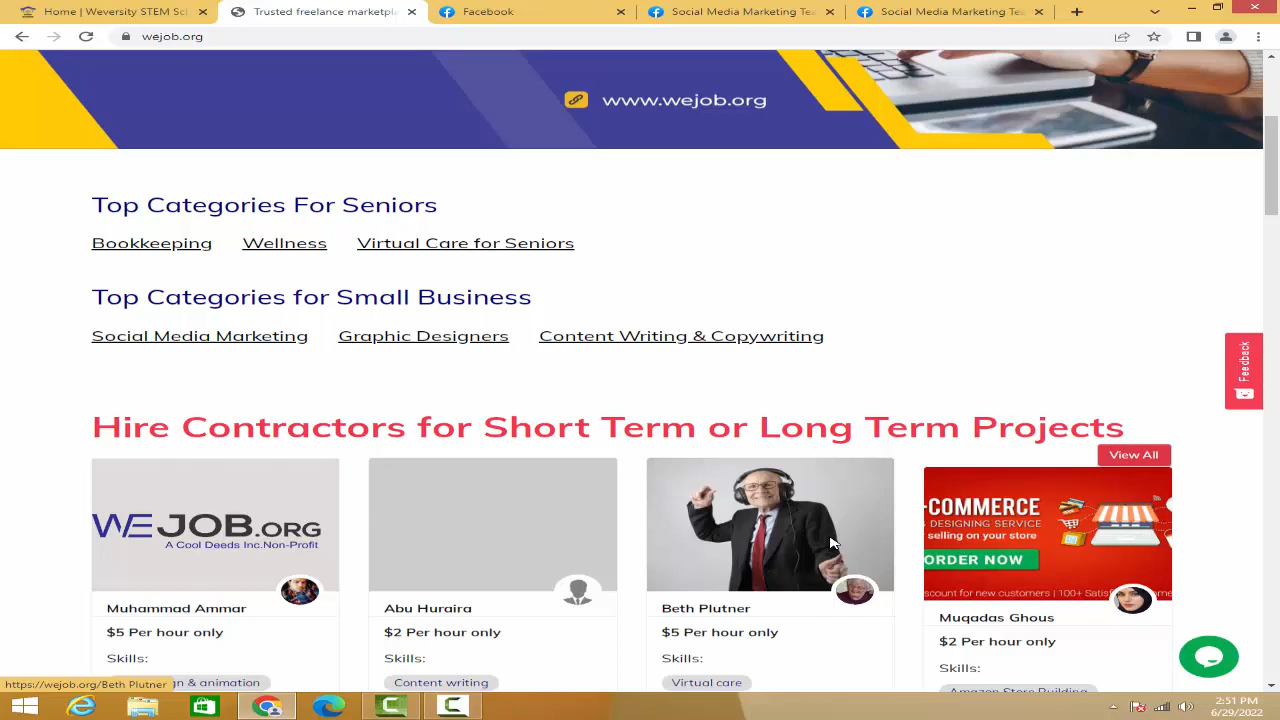 Home | Weversity STEM Scl
Trusted freelance marketpl
Facebook
Social Media Marketing Tea
Social Media Marketing Tea
wejob.org
www.wejob.org
Top Categories For Seniors
Bookkeeping Wellness Virtual Care for Seniors
Top Categories for Small Business
Social Media Marketing Graphic Designers Content Writing & Copywriting
Feedback
Hire Contractors for Short Term or Long Term Projects
View All
WEJOB.ORG
A Cool Deeds Inc.Non-Profit
-COMMERCE
DESIGNING SERVICE
selling on your store
ORDER NOW
scount for new customers | 100+ Satisf
Muhammad Ammar
$5 Per hour only
Skills:
gn & animation
Abu Huraira
$2 Per hour only
Skills:
Content writing
Beth Plutner
$5 Per hour only
Skills:
Virtual care
Muqadas Ghous
$2 Per hour only
Skills:
Amazon Store Building
https://wejob.org/Beth Plutner
2:51 PM
6/29/2022